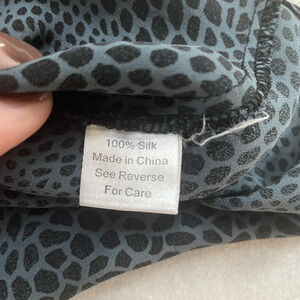 100% Silk
Made in China
See Reverse
For Care